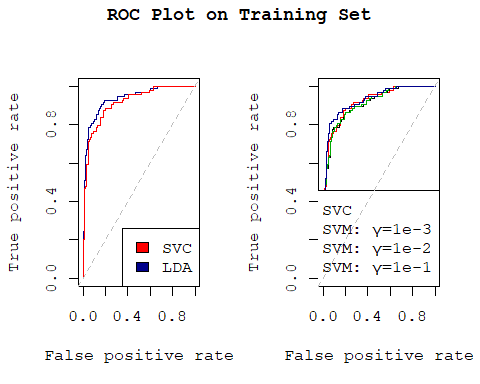 ROC Plot on Training Set
True positive rate
0.0 0.4 0.8
SVC
LDA
0.0 0.4 0.8
False positive rate
True positive rate
0.0 0.4 0.8
SVC
SVM: γ=1e-3
SVM: γ=1e-2
SVM: γ=1e-1
0.0 0.4 0.8
False positive rate